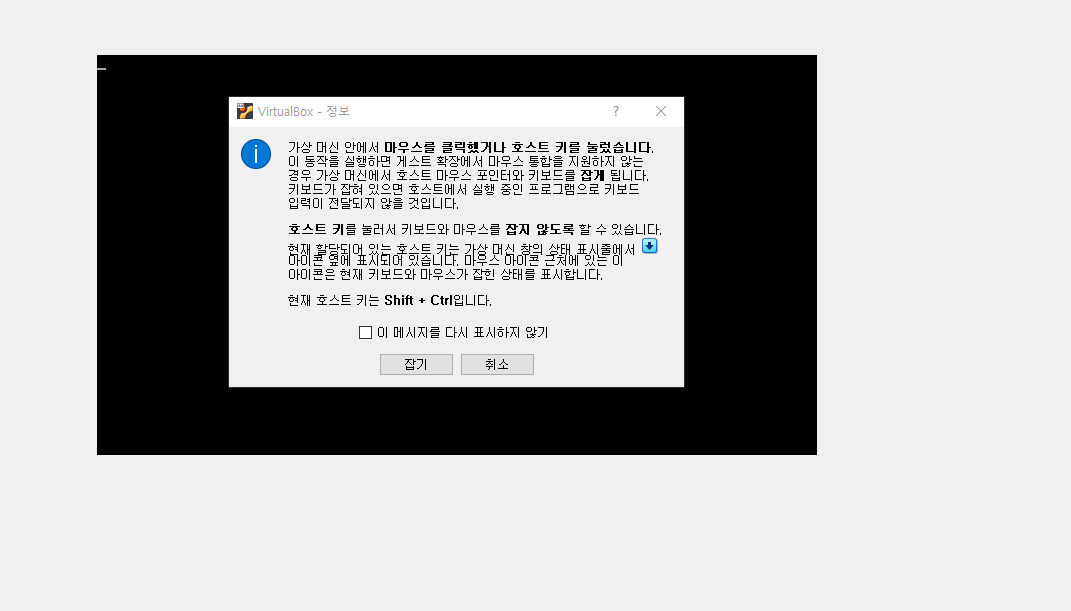 VirtualBox - 정보
?
가상 머신 안에서 마우스를 클릭했거나 호스트 키를 눌렀습니다.
이 동작을 실행하면 게스트 확장에서 마우스 통합을 지원하지 않는
경우 가상 머신에서 호스트 마우스 포인터와 키보드를 잡게 됩니다.
키보드가 잡혀 있으면 호스트에서 실행 중인 프로그램으로 키보드
입력이 전달되지 않을 것입니다.
호스트 키를 눌러서 키보드와 마우스를 잡지 않도록 할 수 있습니다.
현재 할당되어 있는 호스트 키는 가상 머신 창의 상태 표시줄에서
아이콘 옆에 표시되어 있습니다. 마우스 아이콘 근처에 있는 이
아이콘은 현재 키보드와 마우스가 잡힌 상태를 표시합니다.
현재 호스트 키는 Shift + Ctrl입니다.
이 메시지를 다시 표시하지 않기
잡기
취소